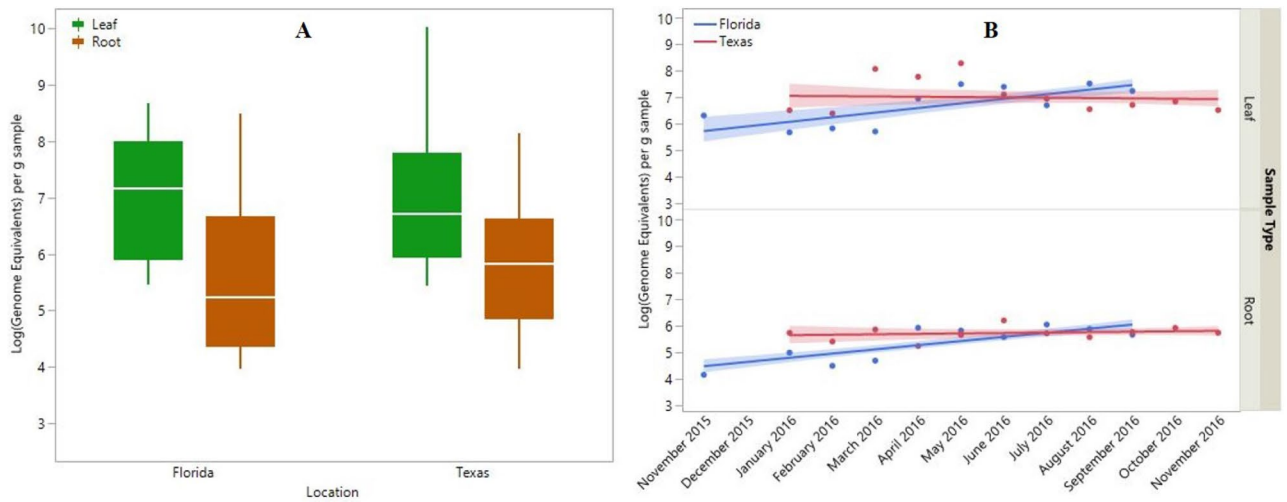 A
Leaf
Root
Log(Genome Equivalents) per g sample
10
9
8
7
6
5
4
3
Florida
Texas
Location
B
Florida
Texas
Log(Genome Equivalents) per g sample
10
9
8
7
6
5
4
3
Leaf
10
9
8
7
6
5
4
3
Root
Sample Type
November 2015
December 2015
January 2016
February 2016
March 2016
April 2016
May 2016
June 2016
July 2016
August 2016
September 2016
October 2016
November 2016